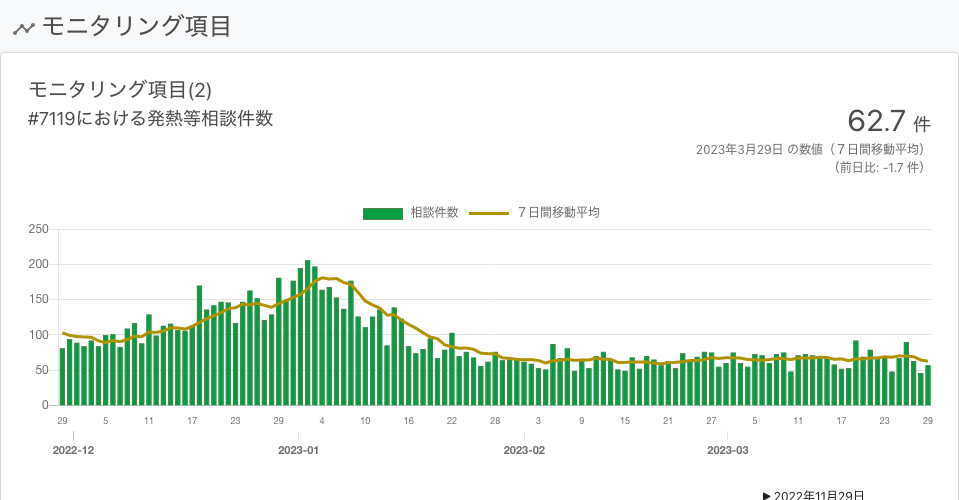 モニタリング項目
モニタリング項目(2)
#7119における発熱等相談件数
62.7 件
2023年3月29日 の数値（７日間移動平均）
（前日比: -1.7 件）
相談件数 ７日間移動平均
250
200
150
100
50
0
29 5 11 17 23 29 4 10 16 22 28 3 9 15 21 27 5 11 17 23 29
2022-12 2023-01 2023-02 2023-03
▶ 2022年11月29日